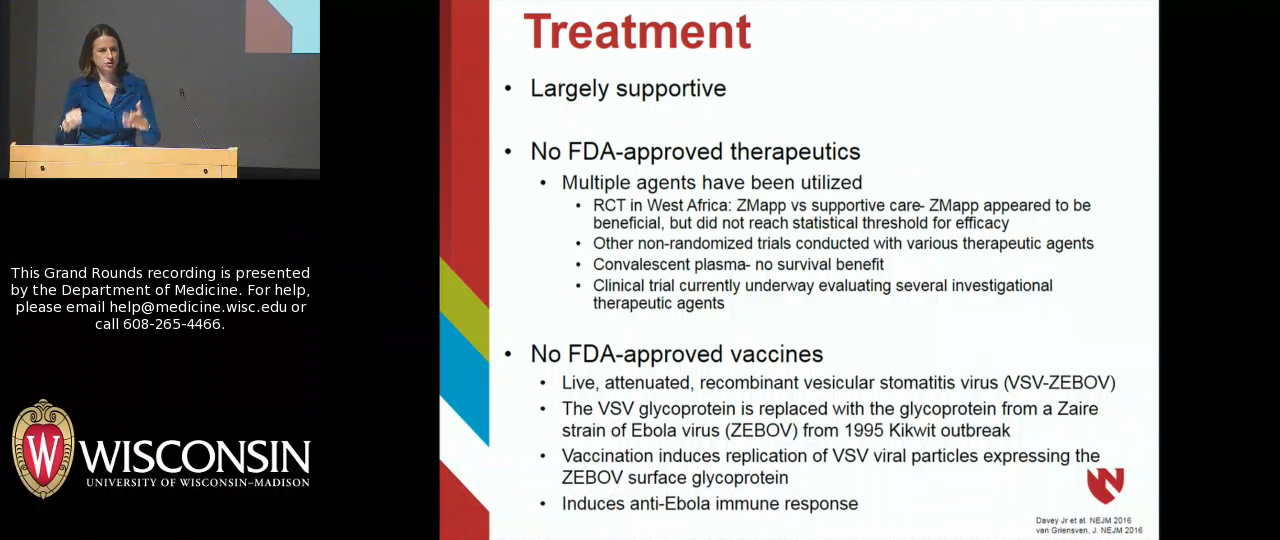 Treatment
• Largely supportive
• No FDA-approved therapeutics
• Multiple agents have been utilized
• RCT in West Africa: ZMapp vs supportive care- ZMapp appeared to be
beneficial, but did not reach statistical threshold for efficacy
• Other non-randomized trials conducted with various therapeutic agents
• Convalescent plasma- no survival benefit
• Clinical trial currently underway evaluating several investigational
therapeutic agents
• No FDA-approved vaccines
• Live, attenuated, recombinant vesicular stomatitis virus (VSV-ZEBOV)
• The VSV glycoprotein is replaced with the glycoprotein from a Zaire
strain of Ebola virus (ZEBOV) from 1995 Kikwit outbreak
• Vaccination induces replication of VSV viral particles expressing the
ZEBOV surface glycoprotein
• Induces anti-Ebola immune response
N
Davey Jr et al. NEJM 2016
van Griensven, J. NEJM 2016
This Grand Rounds recording is presented
by the Department of Medicine. For help,
please email help@medicine.wisc.edu or
call 608-265-4466.
W
WISCONSIN
UNIVERSITY OF WISCONSIN–MADISON